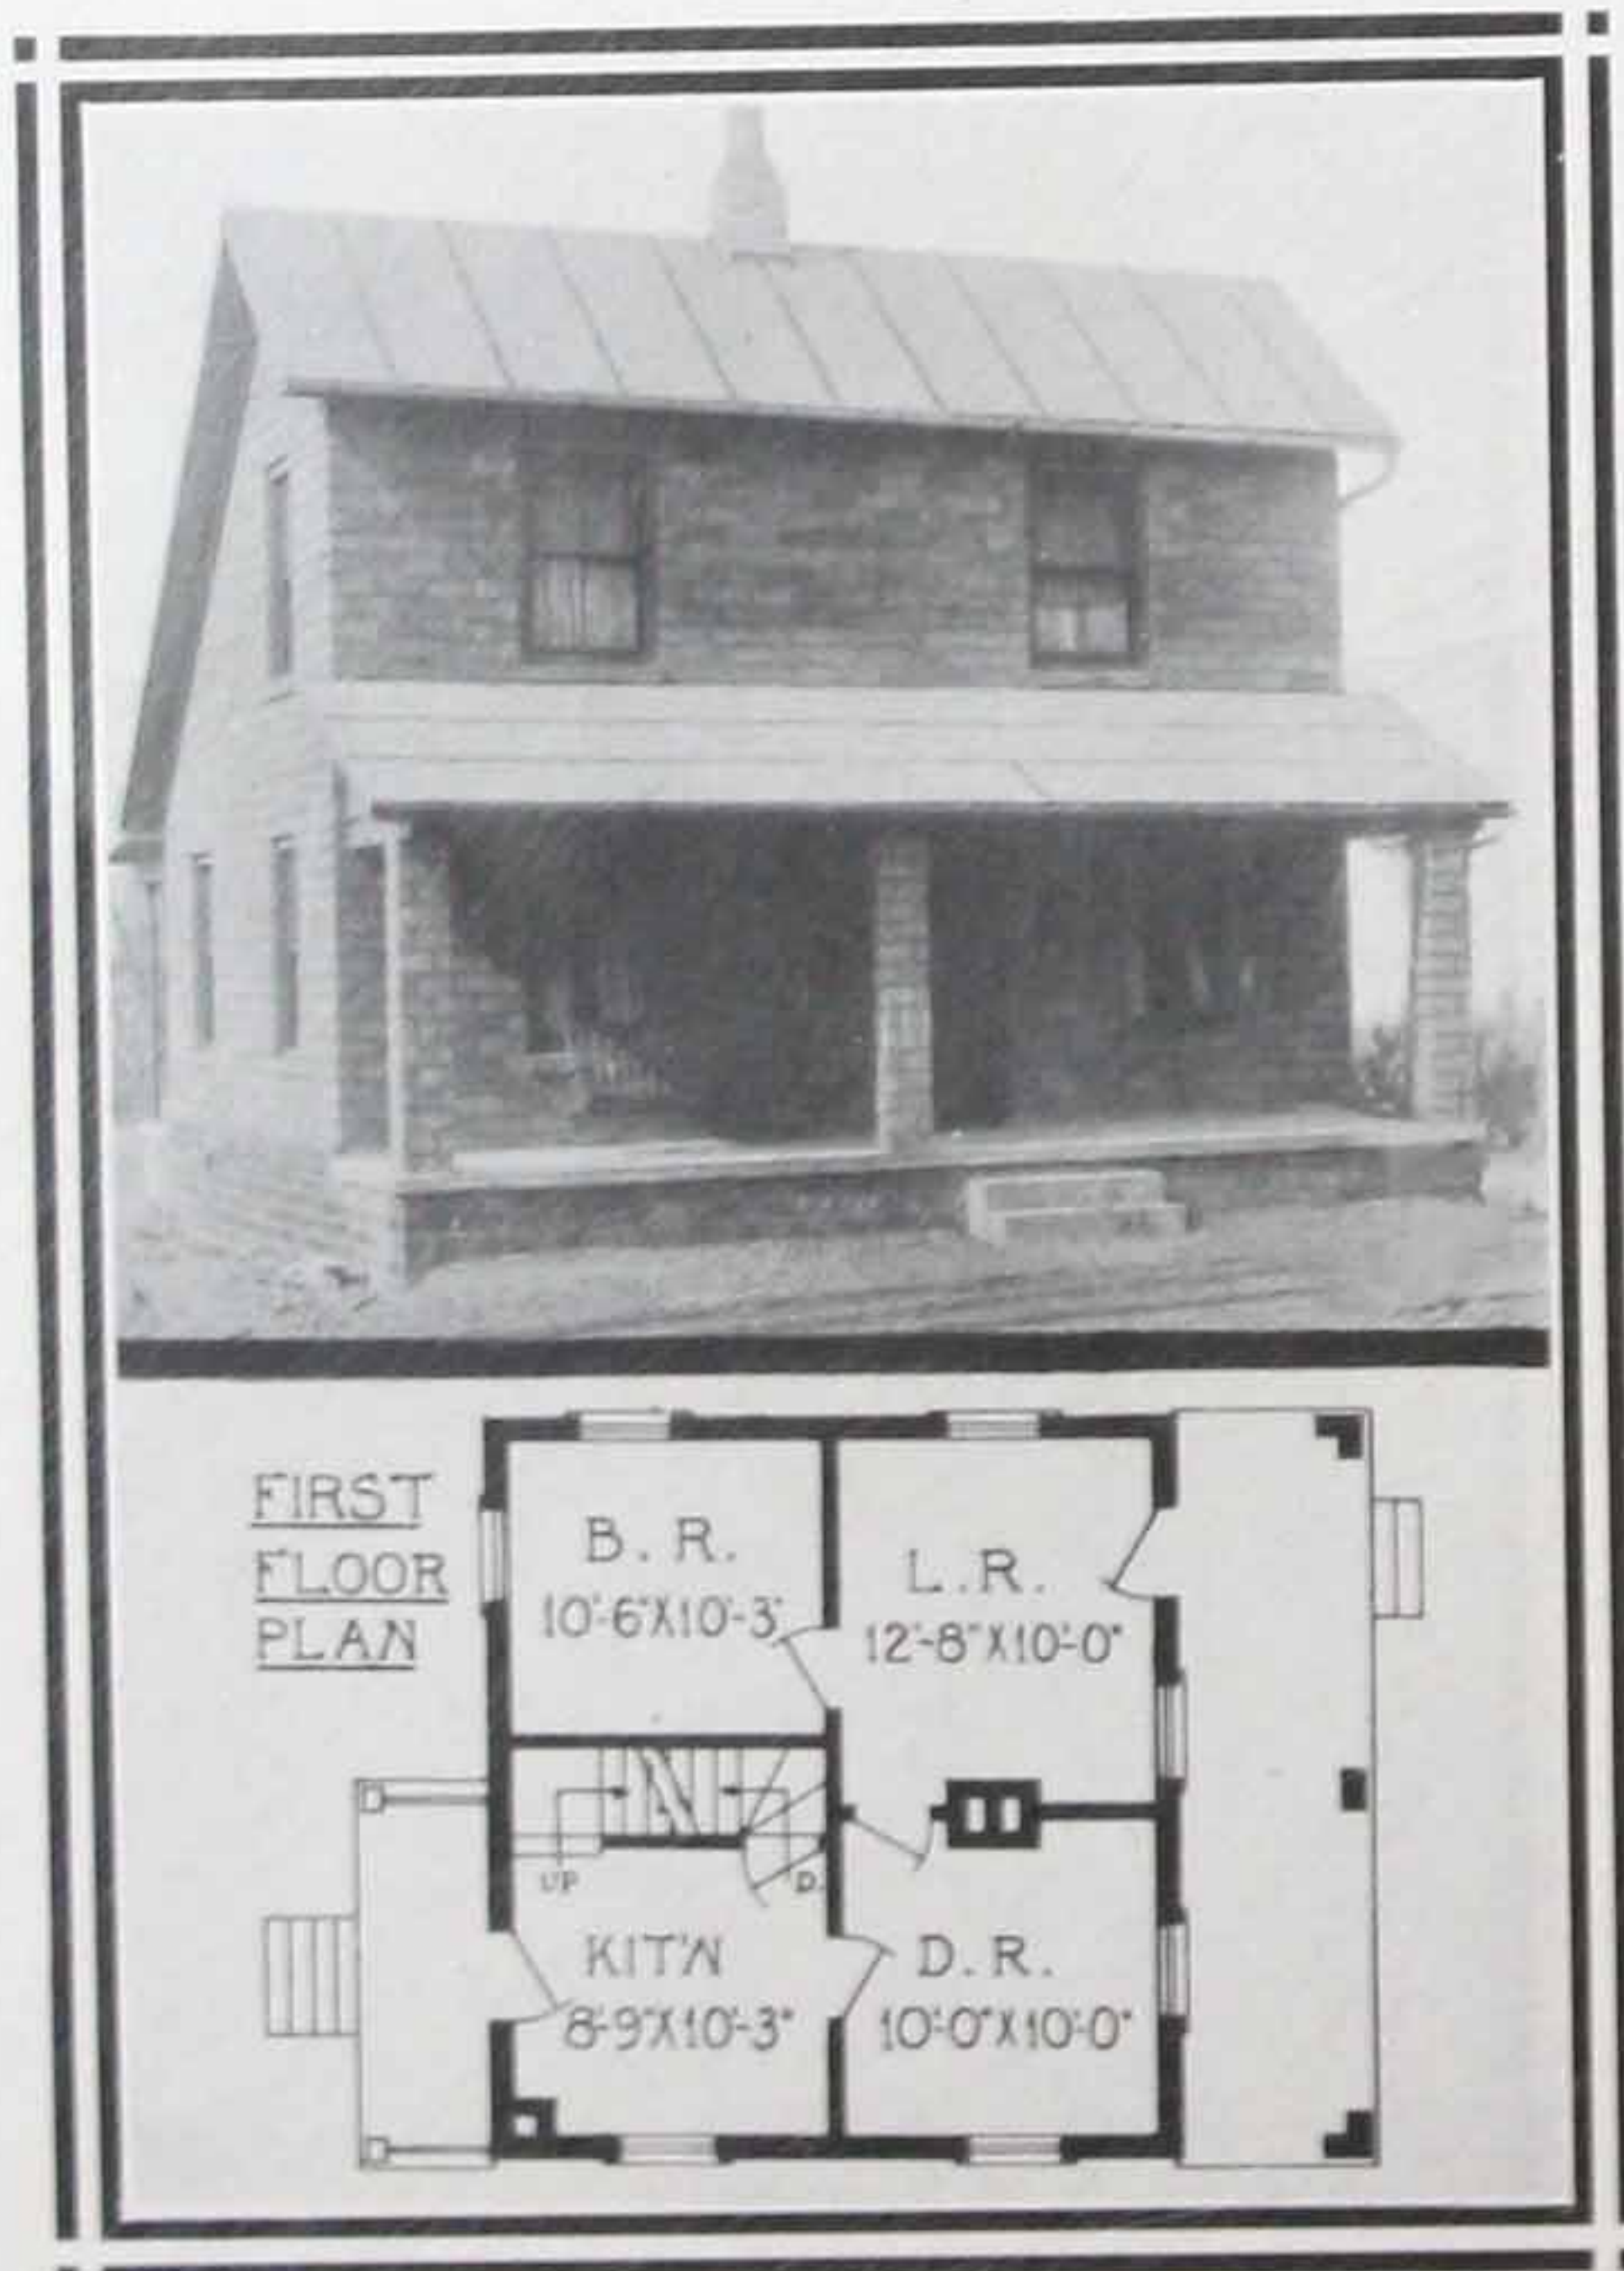 FIRST
FLOOR
PLAN
B. R.
10'-6"X10'-3"
L.R.
12'-8"X10'-0"
UP
D.
KIT'N
8'-9"X10'-3"
D.R.
10'-0"X10'-0"